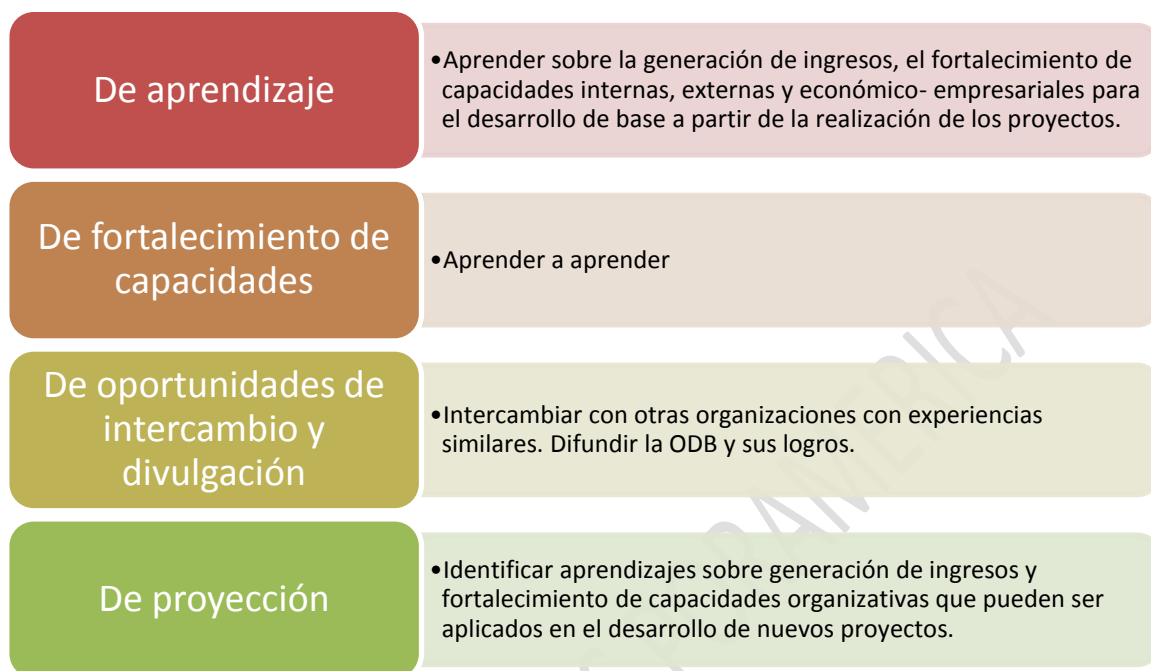 De aprendizaje
•Aprender sobre la generación de ingresos, el fortalecimiento de
capacidades internas, externas y económico- empresariales para
el desarrollo de base a partir de la realización de los proyectos.
De fortalecimiento de
capacidades
•Aprender a aprender
De oportunidades de
intercambio y
divulgación
•Intercambiar con otras organizaciones con experiencias
similares. Difundir la ODB y sus logros.
De proyección
•Identificar aprendizajes sobre generación de ingresos y
fortalecimiento de capacidades organizativas que pueden ser
aplicados en el desarrollo de nuevos proyectos.